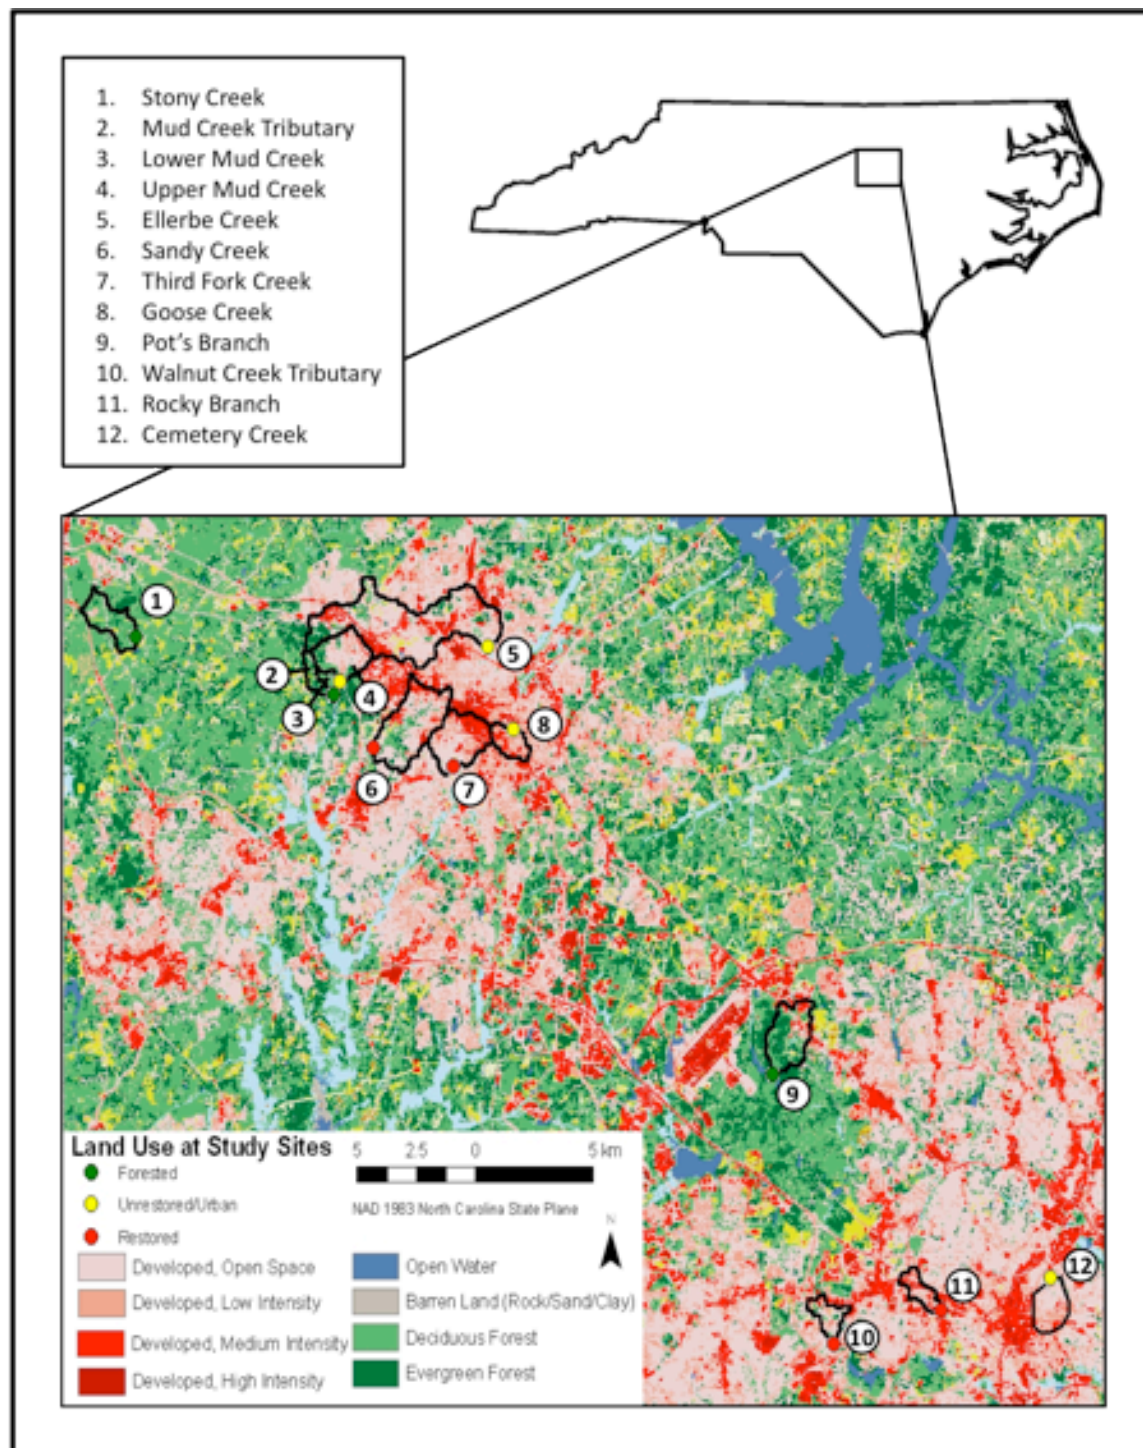 1. Stony Creek
2. Mud Creek Tributary
3. Lower Mud Creek
4. Upper Mud Creek
5. Ellerbe Creek
6. Sandy Creek
7. Third Fork Creek
8. Goose Creek
9. Pot's Branch
10. Walnut Creek Tributary
11. Rocky Branch
12. Cemetery Creek
1
2
3
4
5
6
7
8
9
10
11
12
Land Use at Study Sites
Forested
Unrestored/Urban
Restored
Developed, Open Space
Developed, Low Intensity
Developed, Medium Intensity
Developed, High Intensity
5 2.5 0 5 km
NAD 1983 North Carolina State Plane
N
Open Water
Barren Land (Rock/Sand/Clay)
Deciduous Forest
Evergreen Forest